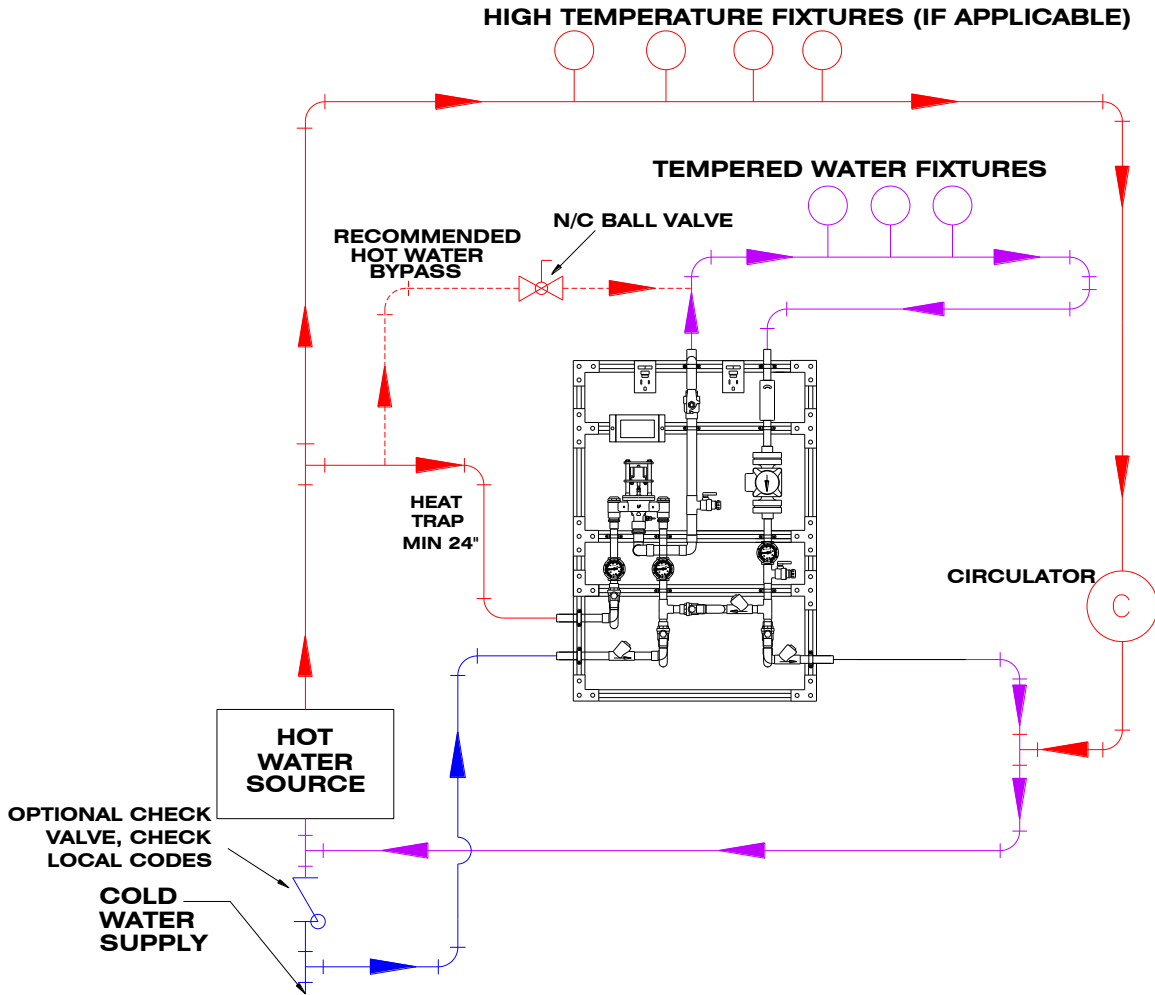 HIGH TEMPERATURE FIXTURES (IF APPLICABLE)
TEMPERED WATER FIXTURES
N/C BALL VALVE
RECOMMENDED
HOT WATER
BYPASS
HEAT
TRAP
MIN 24"
CIRCULATOR
C
HOT
WATER
SOURCE
OPTIONAL CHECK
VALVE, CHECK
LOCAL CODES
COLD
WATER
SUPPLY